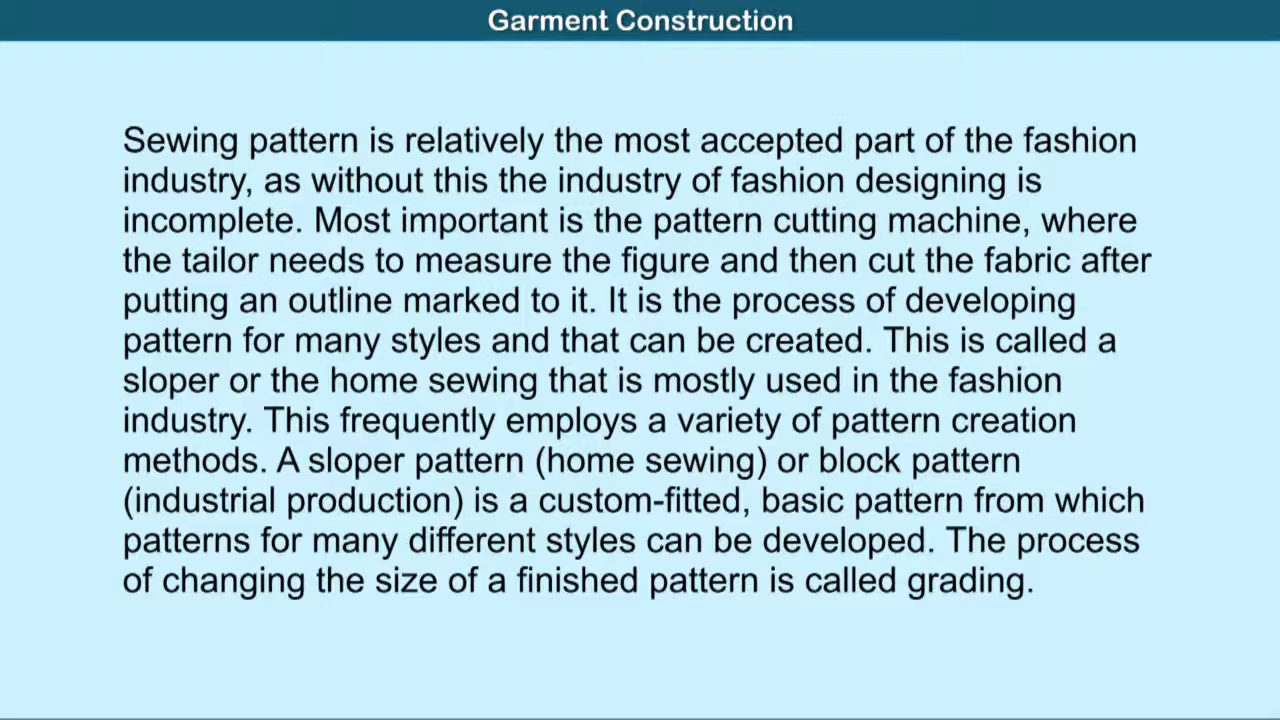 Garment Construction
Sewing pattern is relatively the most accepted part of the fashion
industry, as without this the industry of fashion designing is
incomplete. Most important is the pattern cutting machine, where
the tailor needs to measure the figure and then cut the fabric after
putting an outline marked to it. It is the process of developing
pattern for many styles and that can be created. This is called a
sloper or the home sewing that is mostly used in the fashion
industry. This frequently employs a variety of pattern creation
methods. A sloper pattern (home sewing) or block pattern
(industrial production) is a custom-fitted, basic pattern from which
patterns for many different styles can be developed. The process
of changing the size of a finished pattern is called grading.